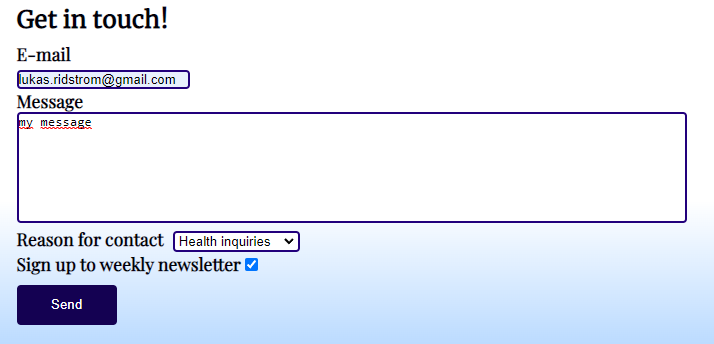 Get in touch!
E-mail
lukas.ridstrom@gmail.com
Message
my message
Reason for contact Health inquiries
Sign up to weekly newsletter
Send